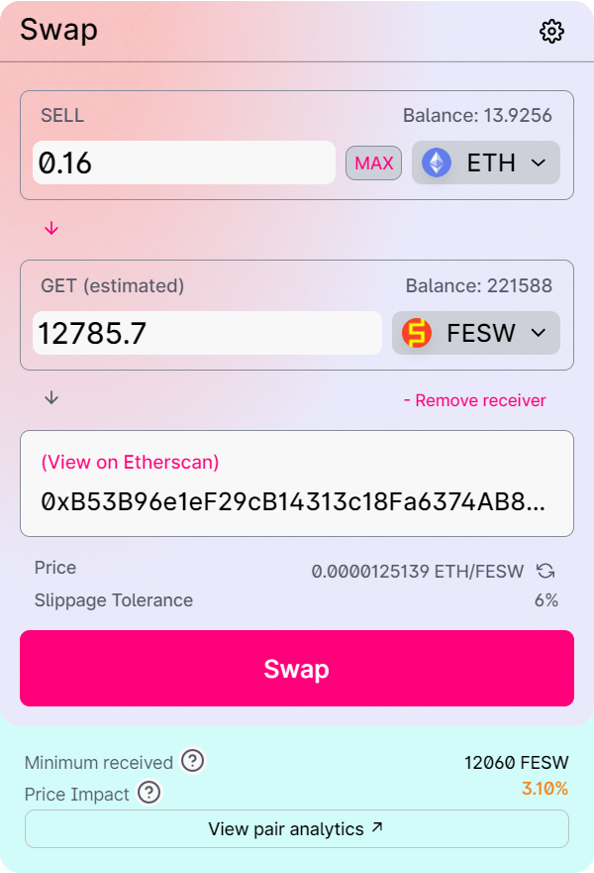 Swap
SELL Balance: 13.9256
0.16 MAX ETH
GET (estimated) Balance: 221588
12785.7 FESW
- Remove receiver
(View on Etherscan)
0xB53B96e1eF29cB14313c18Fa6374AB8...
Price 0.0000125139 ETH/FESW
Slippage Tolerance 6%
Swap
Minimum received ? 12060 FESW
Price Impact ? 3.10%
View pair analytics ↗